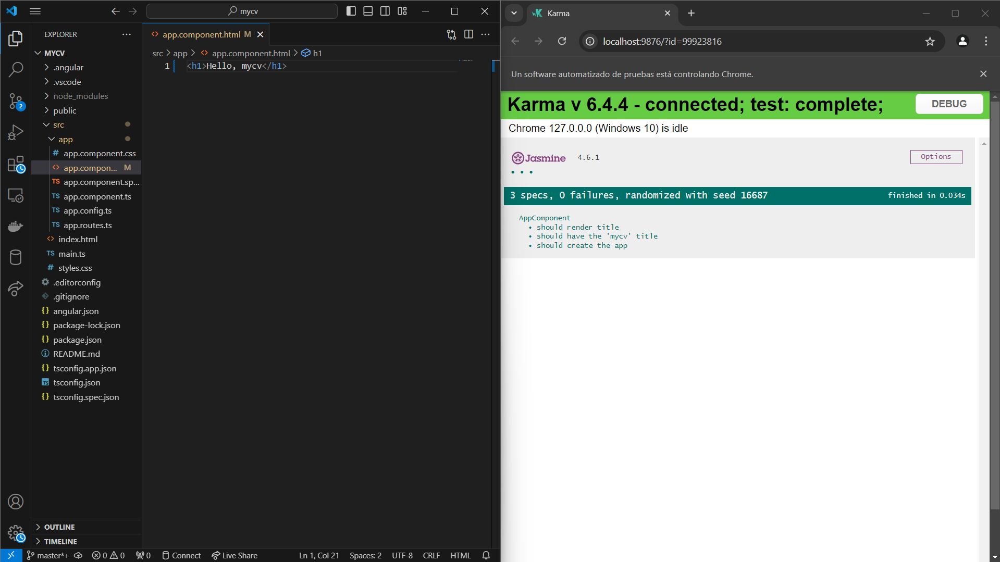 mycv
EXPLORER
MYCV
.angular
.vscode
node_modules
public
src
app
app.component.css
app.compon... M
app.component.sp...
app.component.ts
app.config.ts
app.routes.ts
index.html
main.ts
styles.css
.editorconfig
.gitignore
angular.json
package-lock.json
package.json
README.md
tsconfig.app.json
tsconfig.json
tsconfig.spec.json
OUTLINE
TIMELINE
2
app.component.html M
src > app > app.component.html > h1
1 <h1>Hello, mycv</h1>
master*+ 0 0 0 Connect Live Share Ln 1, Col 21 Spaces: 2 UTF-8 CRLF HTML
Karma
localhost:9876/?id=99923816
Un software automatizado de pruebas está controlando Chrome.
Karma v 6.4.4 - connected; test: complete; DEBUG
Chrome 127.0.0.0 (Windows 10) is idle
Jasmine 4.6.1 Options
• • •
3 specs, 0 failures, randomized with seed 16687 finished in 0.034s
AppComponent
• should render title
• should have the 'mycv' title
• should create the app